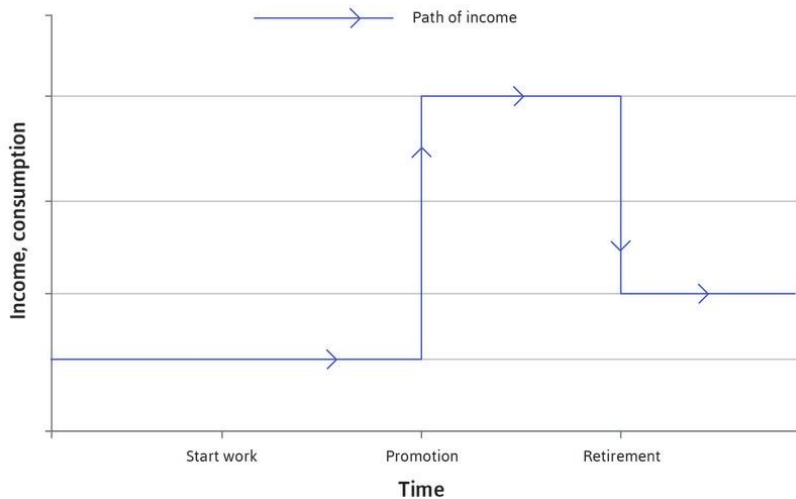 Path of income
Income, consumption
Start work
Promotion
Retirement
Time